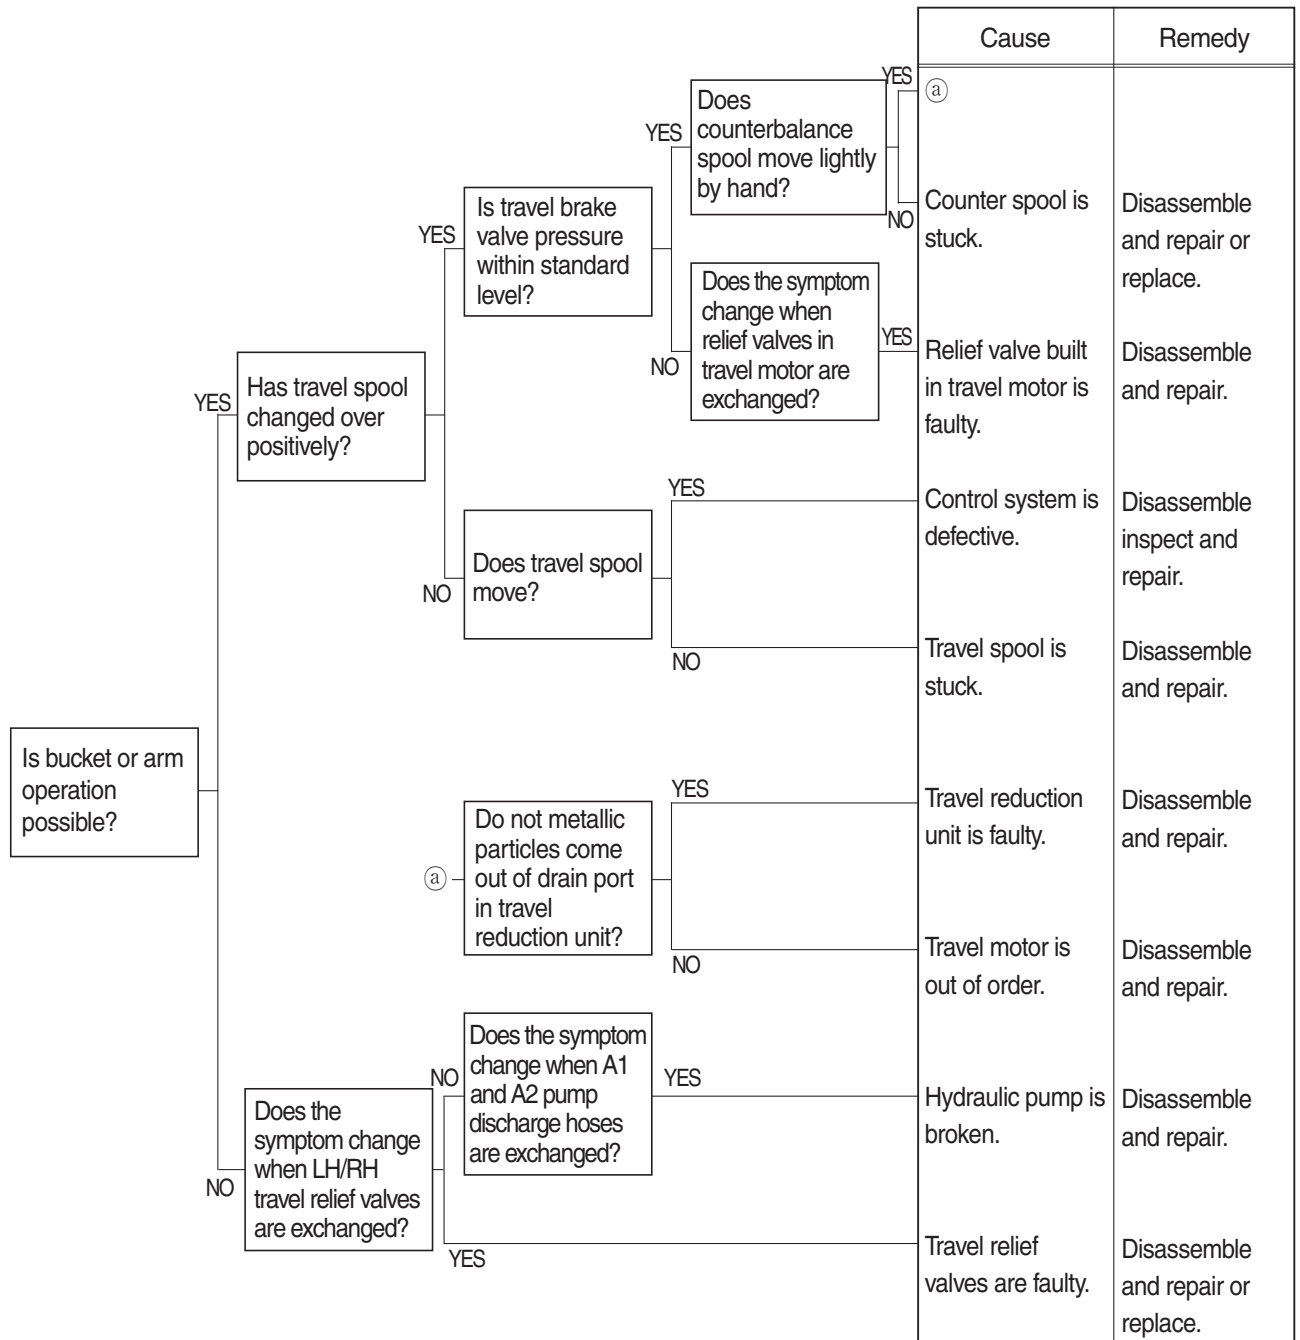 Cause
Remedy
YES
ⓐ
Does
counterbalance
spool move lightly
by hand?
YES
NO
Counter spool is
stuck.
Disassemble
and repair or
replace.
Is travel brake
valve pressure
within standard
level?
YES
Does the symptom
change when
relief valves in
travel motor are
exchanged?
NO
YES
Relief valve built
in travel motor is
faulty.
Disassemble
and repair.
Has travel spool
changed over
positively?
YES
YES
Control system is
defective.
Disassemble
inspect and
repair.
Does travel spool
move?
NO
NO
Travel spool is
stuck.
Disassemble
and repair.
Is bucket or arm
operation
possible?
YES
Travel reduction
unit is faulty.
Disassemble
and repair.
ⓐ
Do not metallic
particles come
out of drain port
in travel
reduction unit?
NO
Travel motor is
out of order.
Disassemble
and repair.
Does the symptom
change when A1
and A2 pump
discharge hoses
are exchanged?
NO
YES
Hydraulic pump is
broken.
Disassemble
and repair.
Does the
symptom change
when LH/RH
travel relief valves
are exchanged?
NO
YES
Travel relief
valves are faulty.
Disassemble
and repair or
replace.